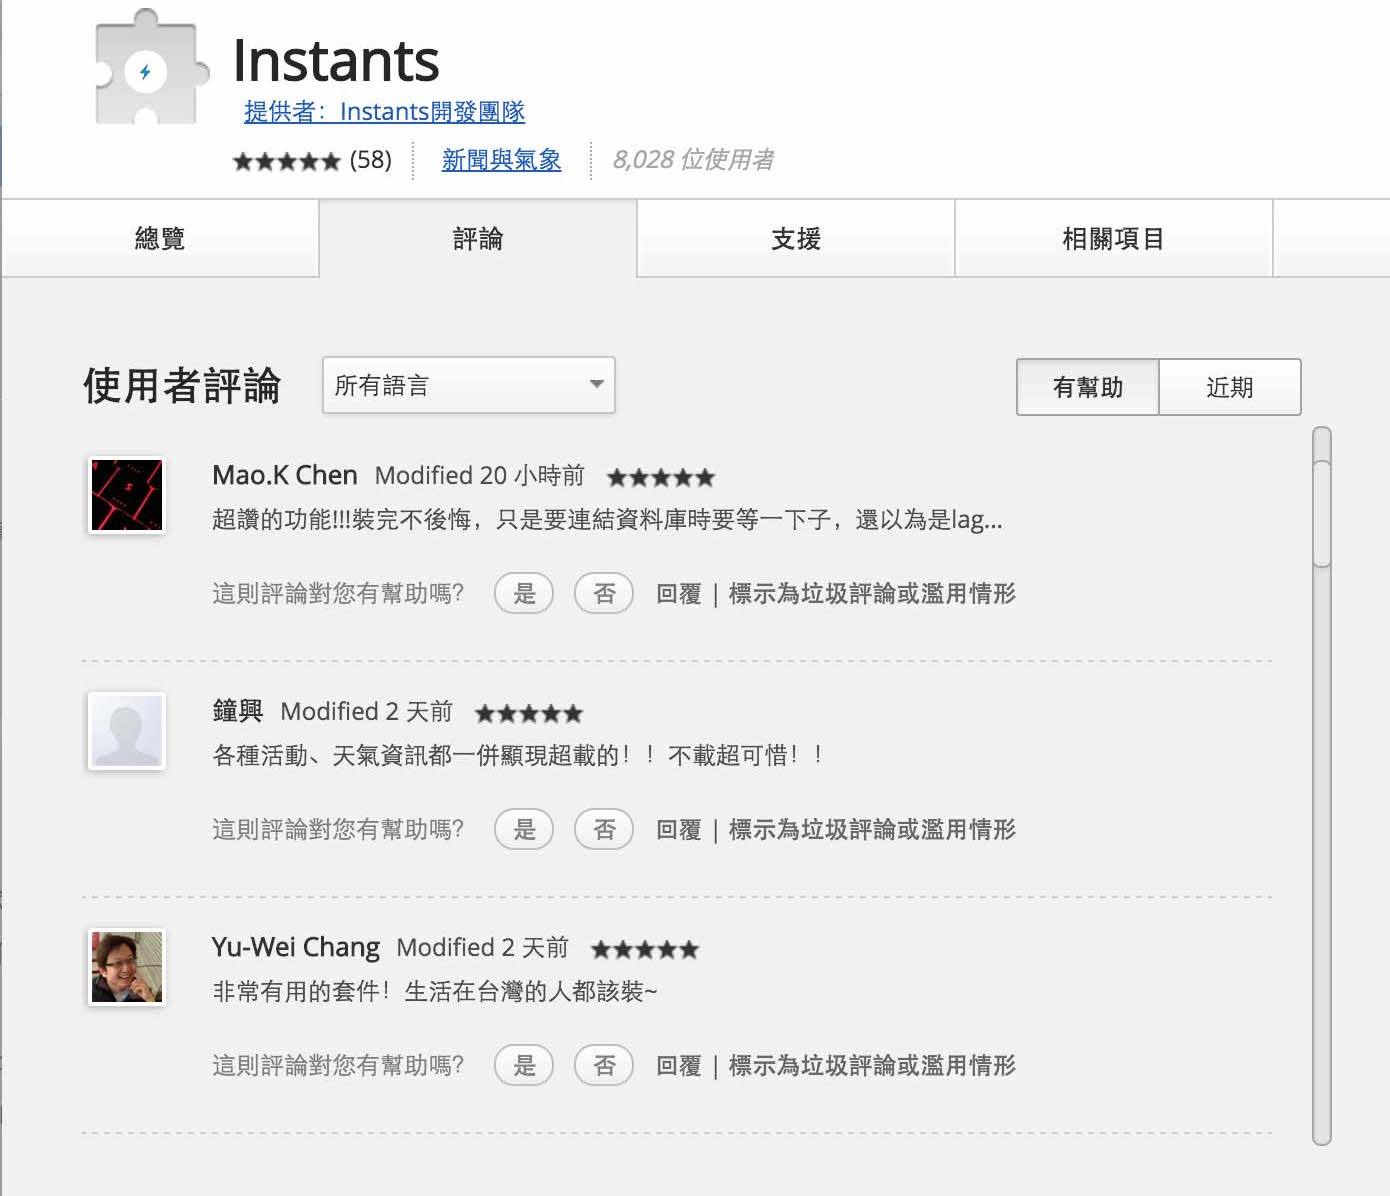 Instants
提供者：Instants開發團隊
★★★★★ (58) 新聞與氣象 8,028 位使用者
總覽 評論 支援 相關項目
使用者評論 所有語言 有幫助 近期
Mao.K Chen Modified 20 小時前 ★★★★★
超讚的功能!!!裝完不後悔，只是要連結資料庫時要等一下子，還以為是lag...
這則評論對您有幫助嗎? 是 否 回覆 | 標示為垃圾評論或濫用情形
鐘興 Modified 2 天前 ★★★★★
各種活動、天氣資訊都一併顯現超載的！！不載超可惜！！
這則評論對您有幫助嗎? 是 否 回覆 | 標示為垃圾評論或濫用情形
Yu-Wei Chang Modified 2 天前 ★★★★★
非常有用的套件！生活在台灣的人都該裝~
這則評論對您有幫助嗎? 是 否 回覆 | 標示為垃圾評論或濫用情形